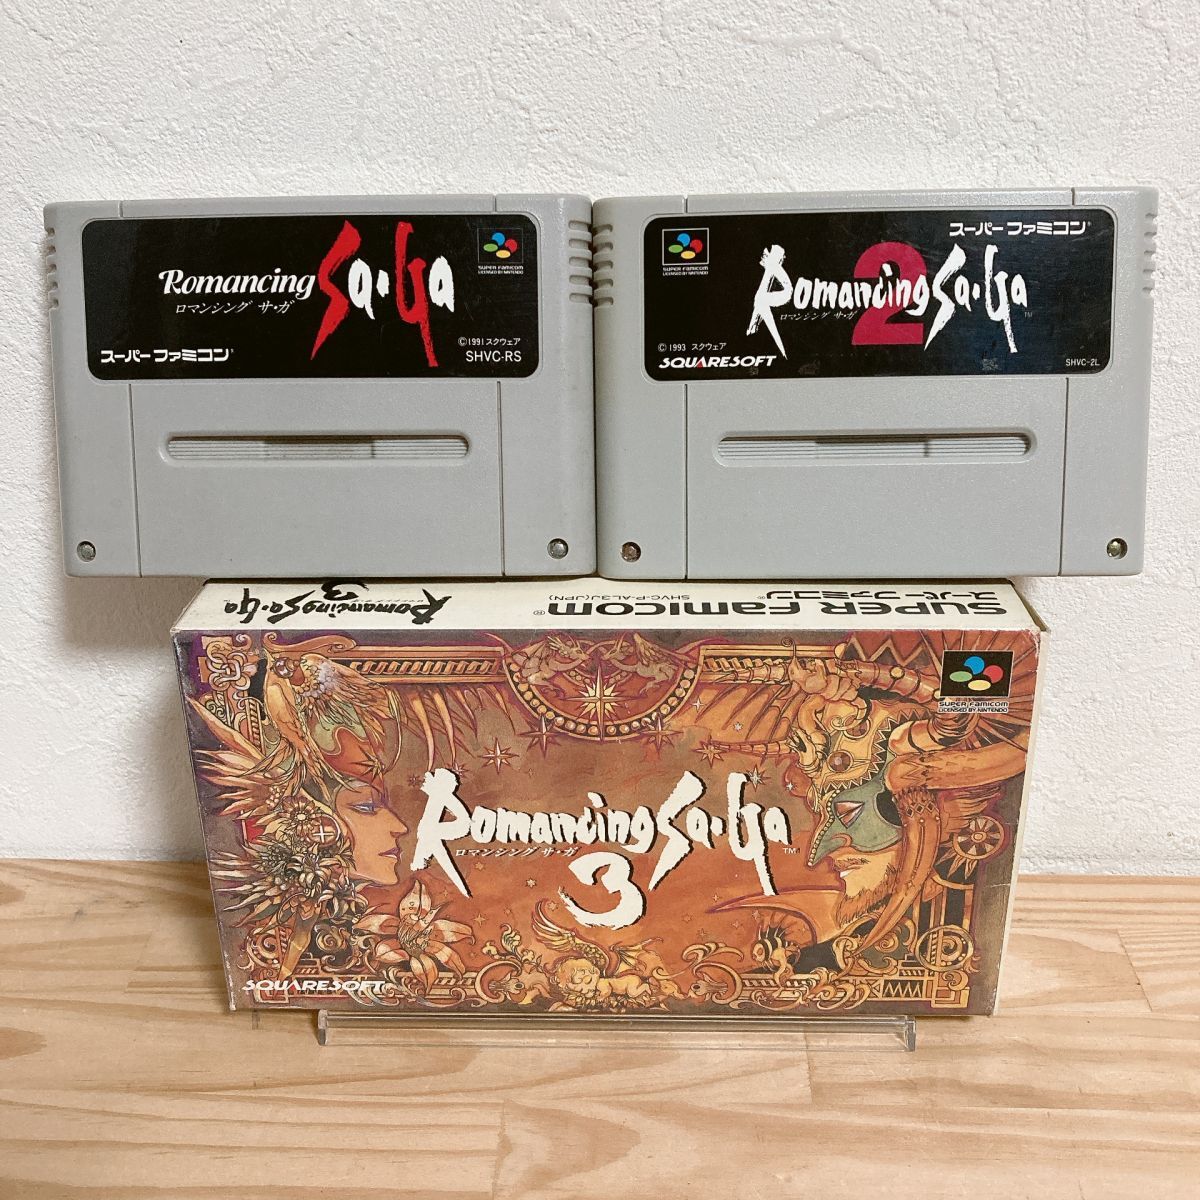 Romancing Sa・Ga
ロマンシング サ・ガ
SUPER FAMICOM
LICENSED BY NINTENDO
スーパーファミコン
©1991 スクウェア
SHVC-RS
スーパーファミコン
SUPER FAMICOM
LICENSED BY NINTENDO
Romancing Sa・Ga 2
ロマンシング サ・ガ
TM
© 1993 スクウェア
SQUARESOFT
SHVC-2L
Romancing Sa・Ga 3
SUPER FAMICOM®
スーパーファミコン®
SHVC-P-AL3J(JPN)
SUPER FAMICOM
LICENSED BY NINTENDO
Romancing Sa・Ga
ロマンシング サ・ガ
TM
3
SQUARESOFT